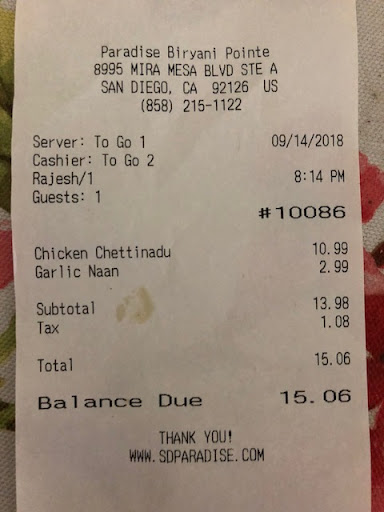 Paradise Biryani Pointe
8995 MIRA MESA BLVD STE A
SAN DIEGO, CA 92126 US
(858) 215-1122
Server: To Go 1 09/14/2018
Cashier: To Go 2
Rajesh/1 8:14 PM
Guests: 1
#10086
Chicken Chettinadu 10.99
Garlic Naan 2.99
Subtotal 13.98
Tax 1.08
Total 15.06
Balance Due 15.06
THANK YOU!
WWW.SDPARADISE.COM